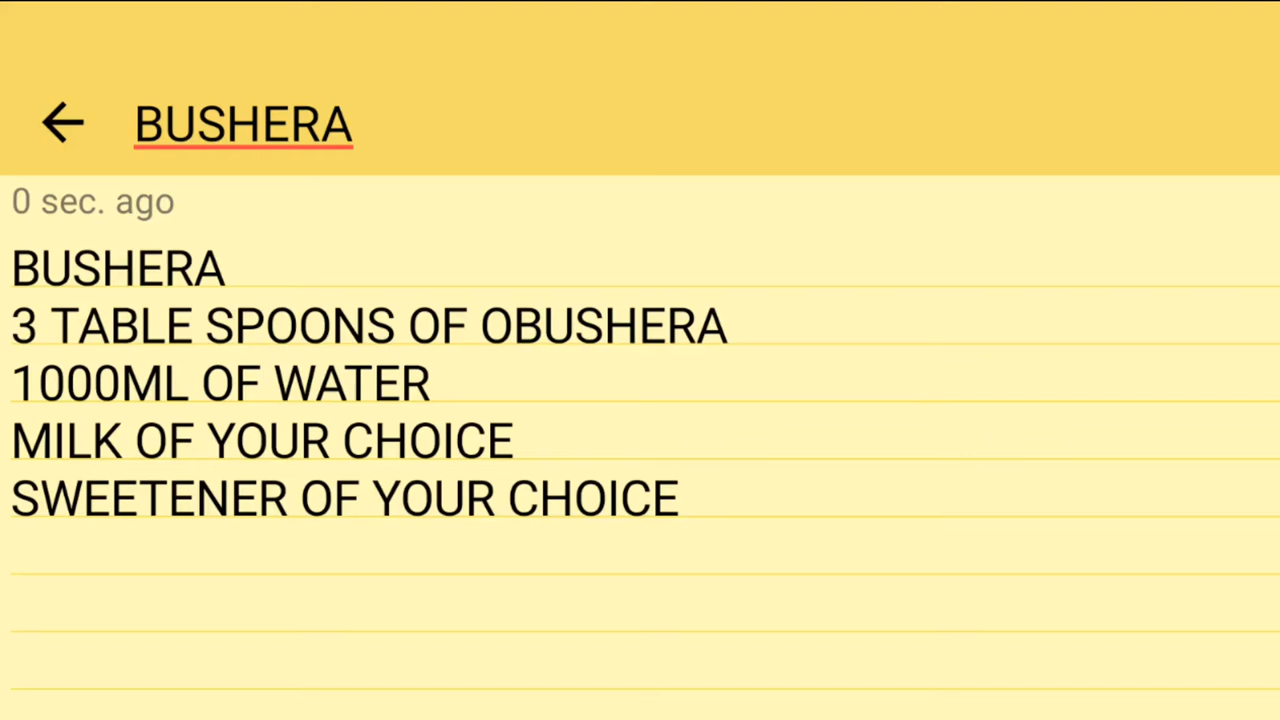 BUSHERA
0 sec. ago
BUSHERA
3 TABLE SPOONS OF OBUSHERA
1000ML OF WATER
MILK OF YOUR CHOICE
SWEETENER OF YOUR CHOICE